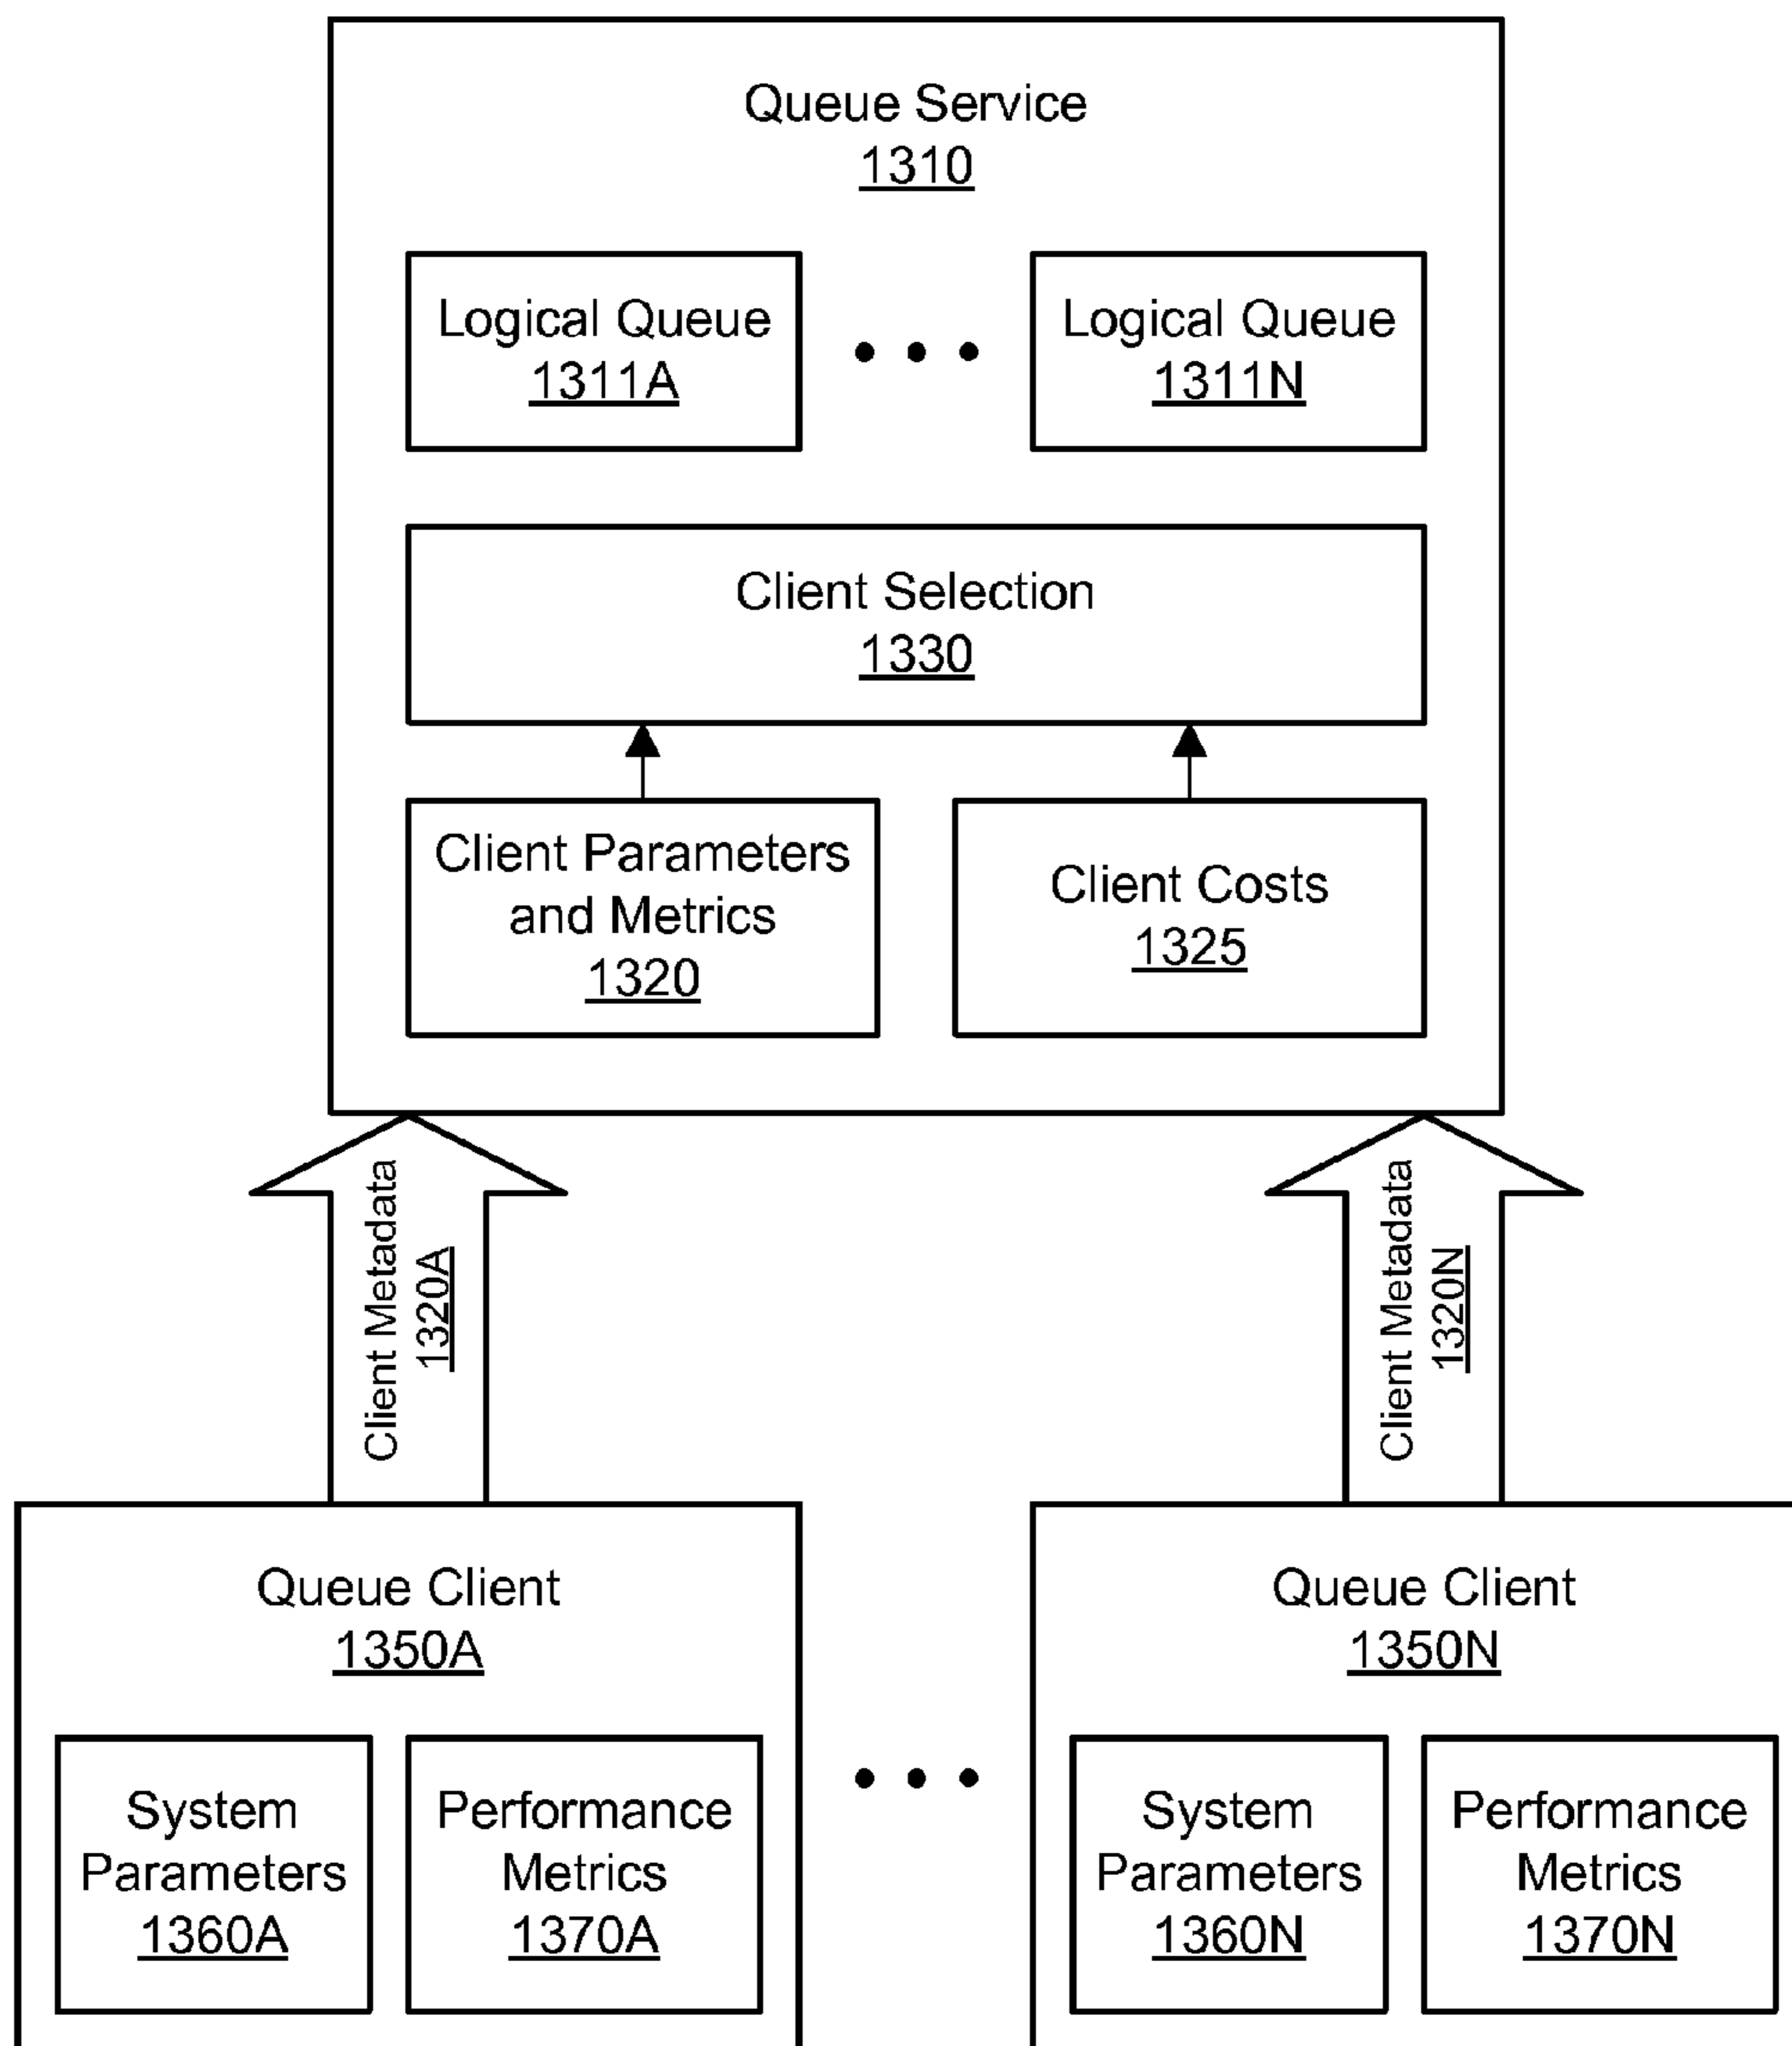 Queue Service
1310
Logical Queue
1311A
Logical Queue
1311N
Client Selection
1330
Client Parameters
and Metrics
1320
Client Costs
1325
Client Metadata
1320A
Client Metadata
1320N
Queue Client
1350A
System
Parameters
1360A
Performance
Metrics
1370A
Queue Client
1350N
System
Parameters
1360N
Performance
Metrics
1370N